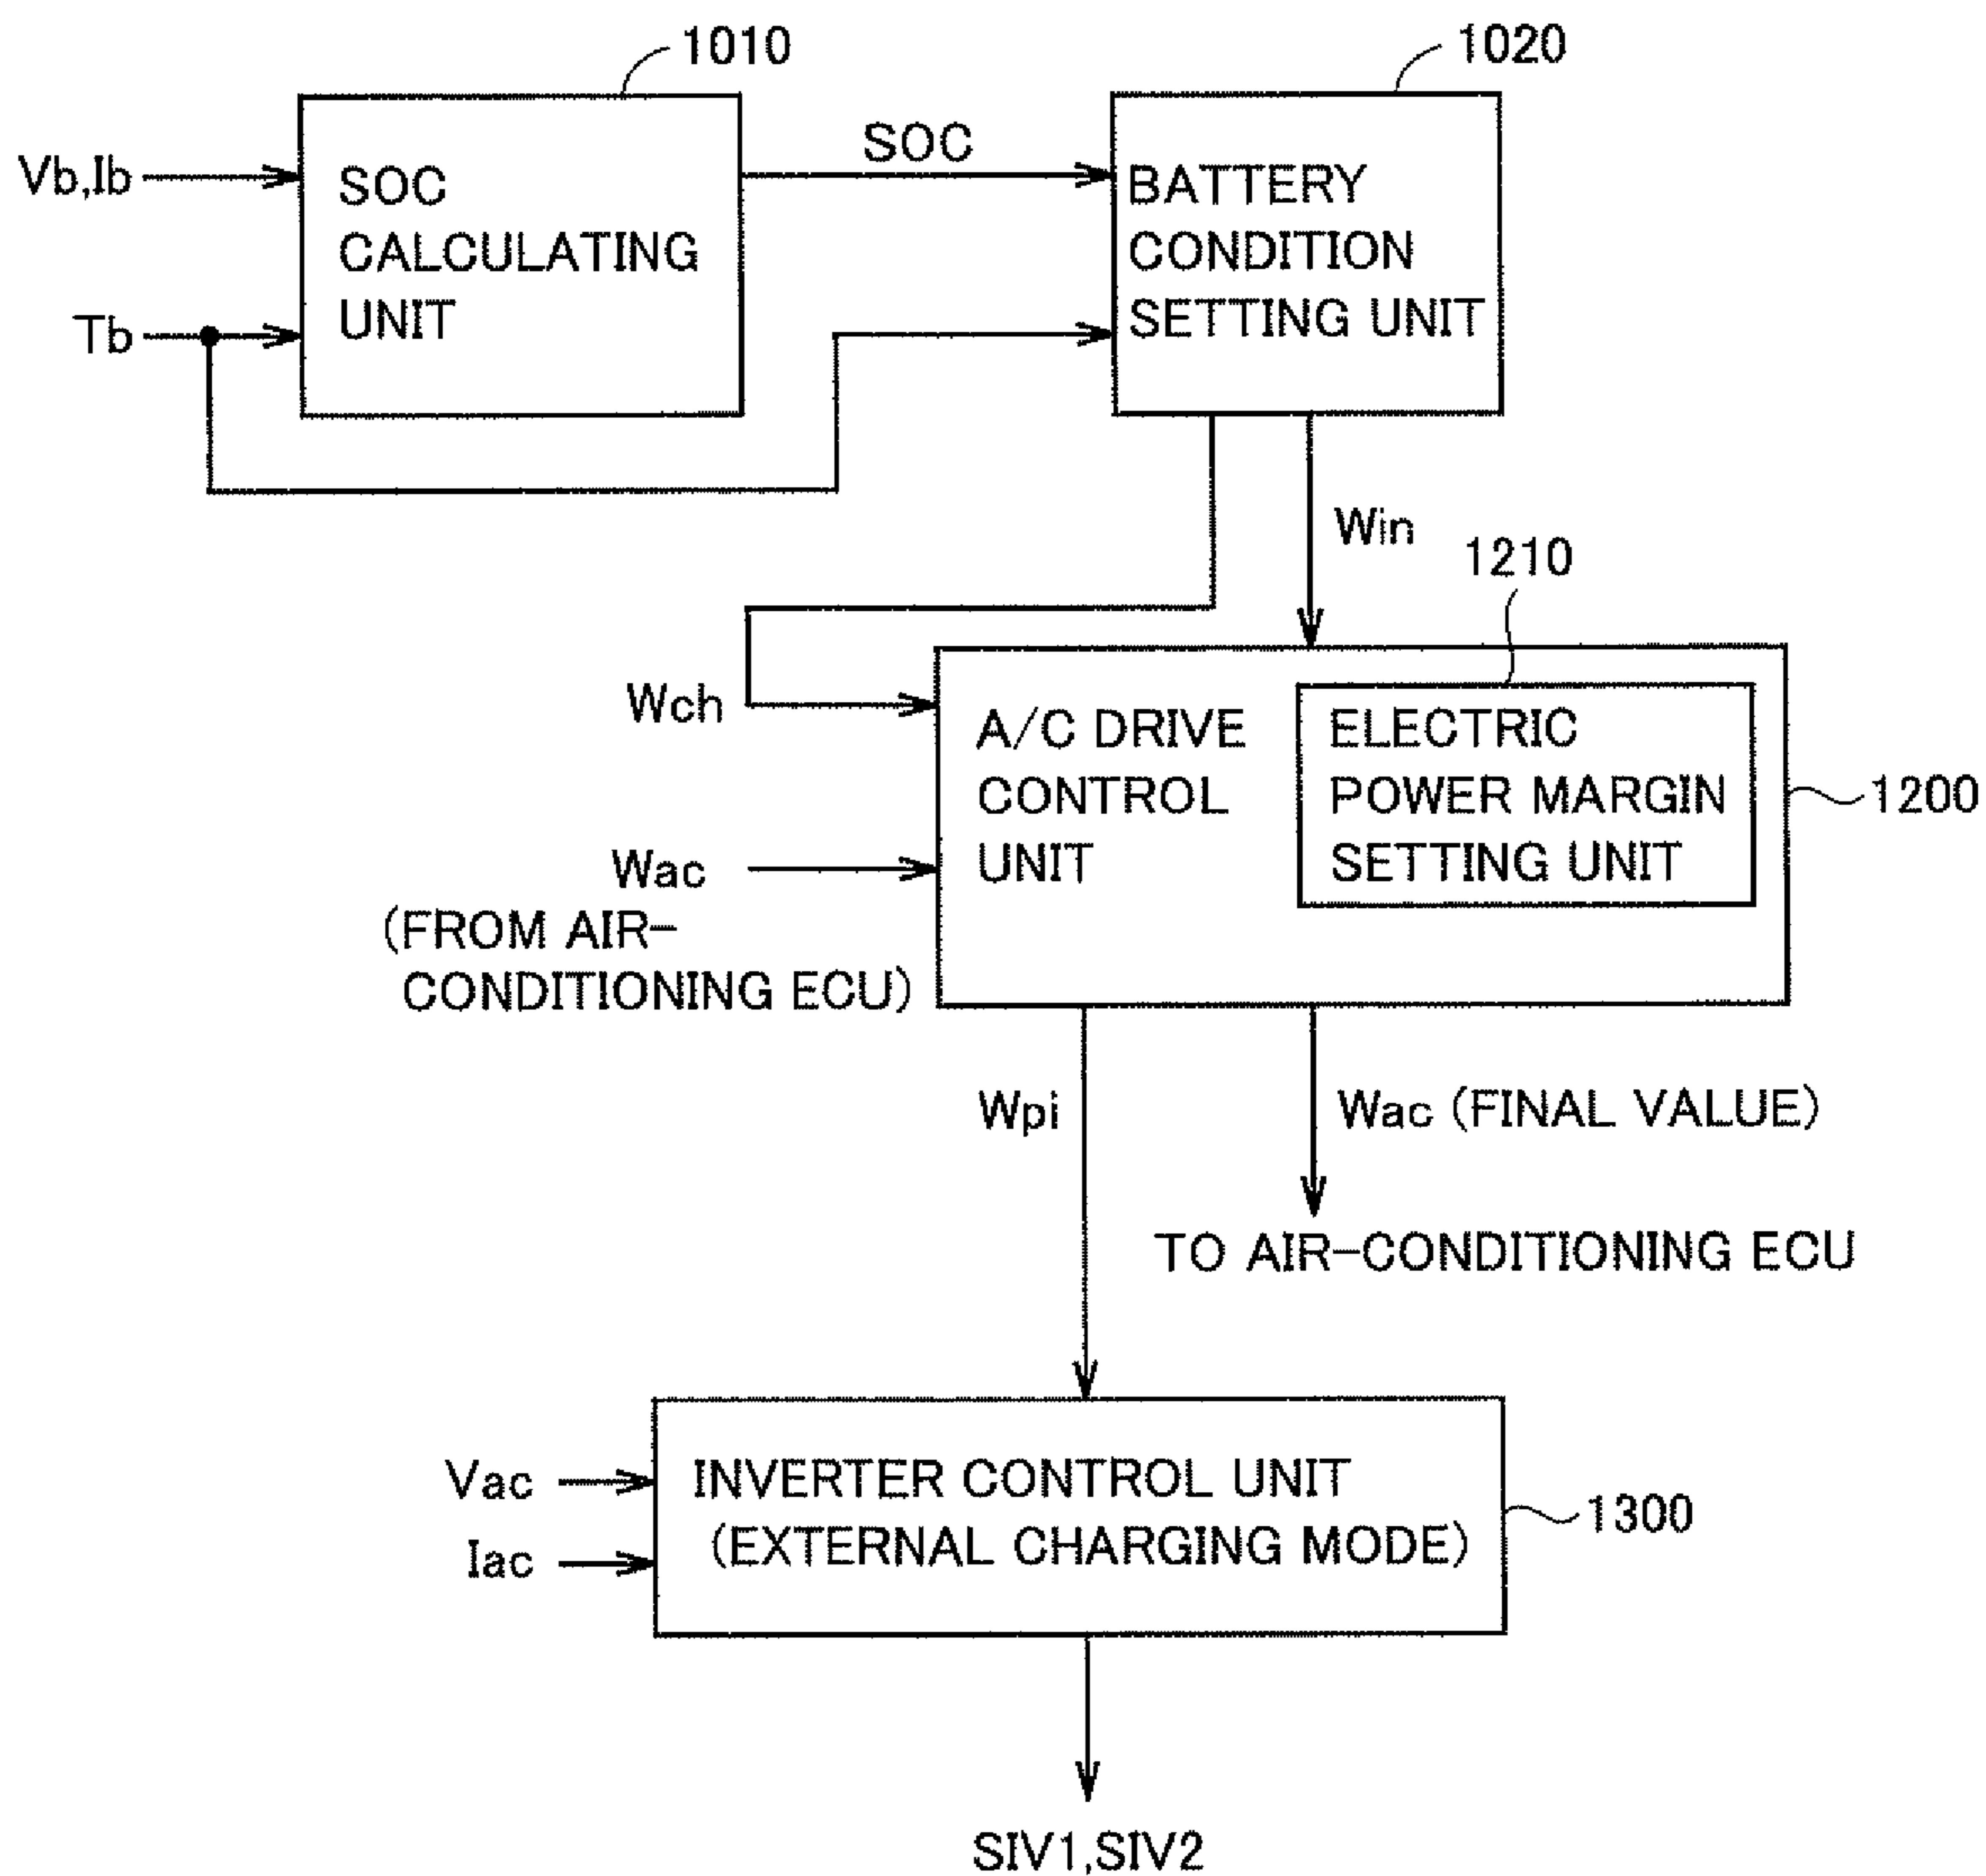 1010
1020
Vb,Ib
SOC
CALCULATING
UNIT
SOC
BATTERY
CONDITION
SETTING UNIT
Tb
Win
1210
Wch
A/C DRIVE
CONTROL
UNIT
ELECTRIC
POWER MARGIN
SETTING UNIT
1200
Wac
(FROM AIR-
CONDITIONING ECU)
Wpi
Wac (FINAL VALUE)
TO AIR-CONDITIONING ECU
Vac
Iac
INVERTER CONTROL UNIT
(EXTERNAL CHARGING MODE)
1300
SIV1,SIV2